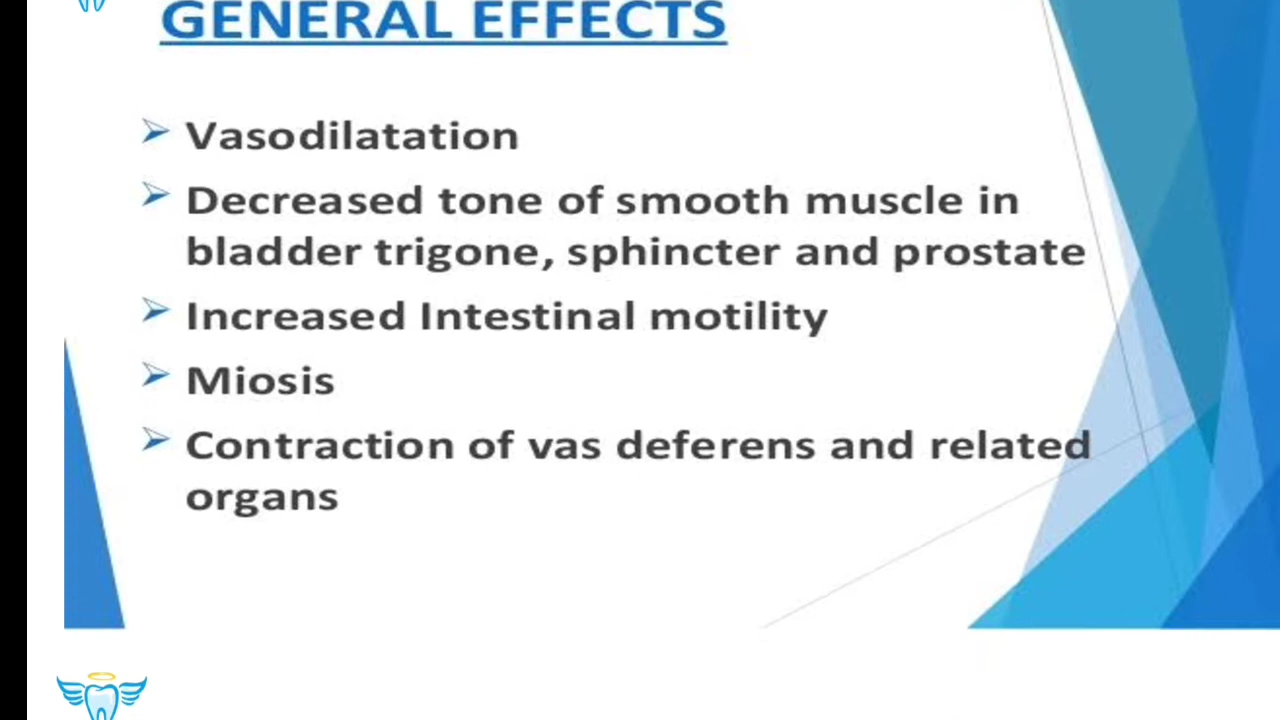 GENERAL EFFECTS
Vasodilatation
Decreased tone of smooth muscle in
bladder trigone, sphincter and prostate
Increased Intestinal motility
Miosis
Contraction of vas deferens and related
organs